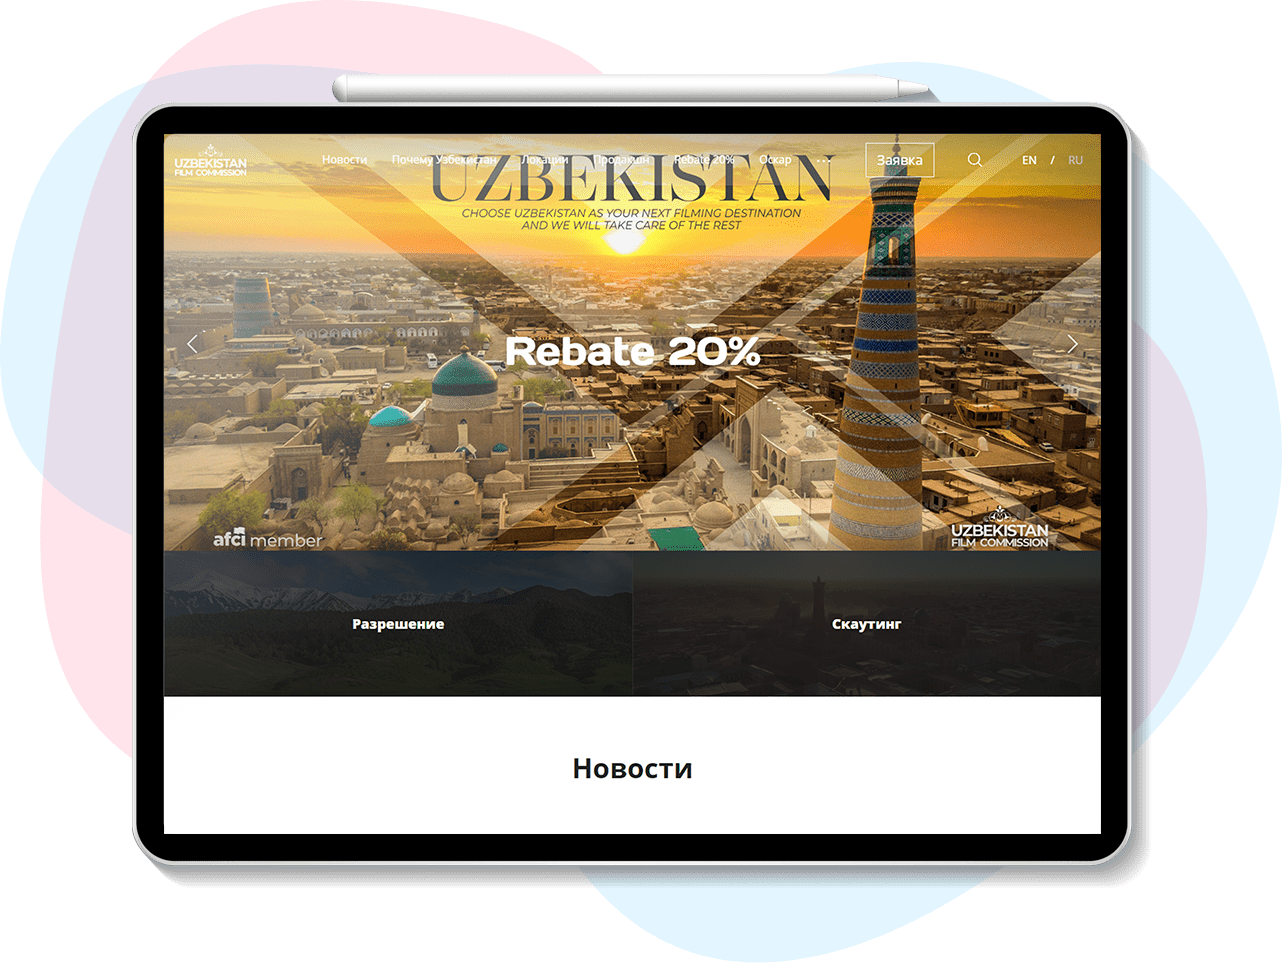 UZBEKISTAN
FILM COMMISSION
Новости Почему Узбекистан Локации Продакшн Rebate 20% Оскар ... Заявка EN / RU
UZBEKISTAN
CHOOSE UZBEKISTAN AS YOUR NEXT FILMING DESTINATION
AND WE WILL TAKE CARE OF THE REST
Rebate 20%
afci member
UZBEKISTAN
FILM COMMISSION
Разрешение
Скаутинг
Новости